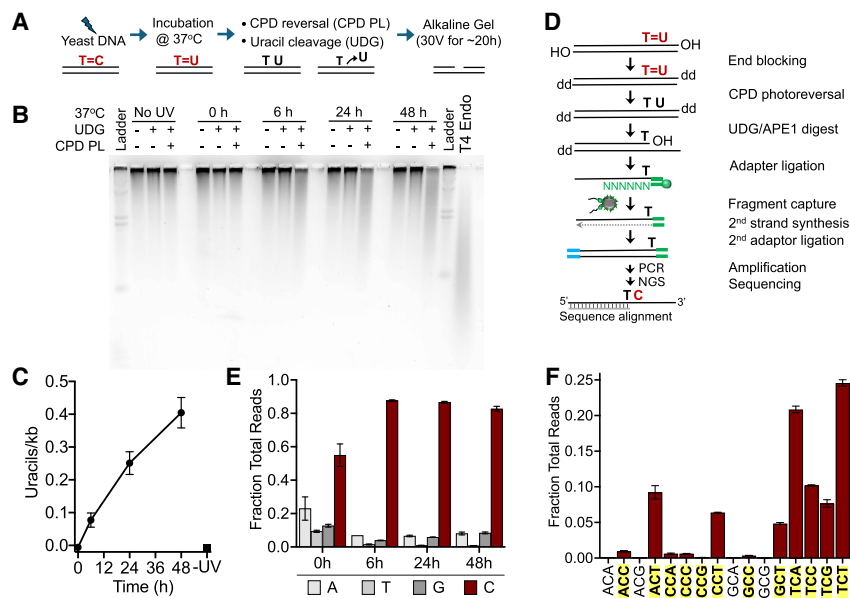 A
Yeast DNA
T=C
Incubation
@ 37ºC
T=U
• CPD reversal (CPD PL)
• Uracil cleavage (UDG)
T U
T U
Alkaline Gel
(30V for ~20h)
B
37ºC
UDG
CPD PL
Ladder
No UV
0 h
6 h
24 h
48 h
Ladder
T4 Endo
- + + - + + - + + - + + - + +
- - + - - + - - + - - + - - +
C
Uracils/kb
0.5
0.4
0.3
0.2
0.1
0.0
0 12 24 36 48 -UV
Time (h)
D
T=U
HO OH
End blocking
T=U
dd dd
CPD photoreversal
T U
dd dd
UDG/APE1 digest
T
dd OH
Adapter ligation
T
NNNNNN
Fragment capture
T
2nd strand synthesis
2nd adaptor ligation
T
PCR
NGS
Amplification
Sequencing
T C
5' 3'
Sequence alignment
E
Fraction Total Reads
1.0
0.8
0.6
0.4
0.2
0.0
0h 6h 24h 48h
A T G C
F
Fraction Total Reads
0.25
0.20
0.15
0.10
0.05
0.00
ACA ACC ACG ACT CCA CCC CCG CCT GCA GCC GCG GCT TCA TCC TCG TCT